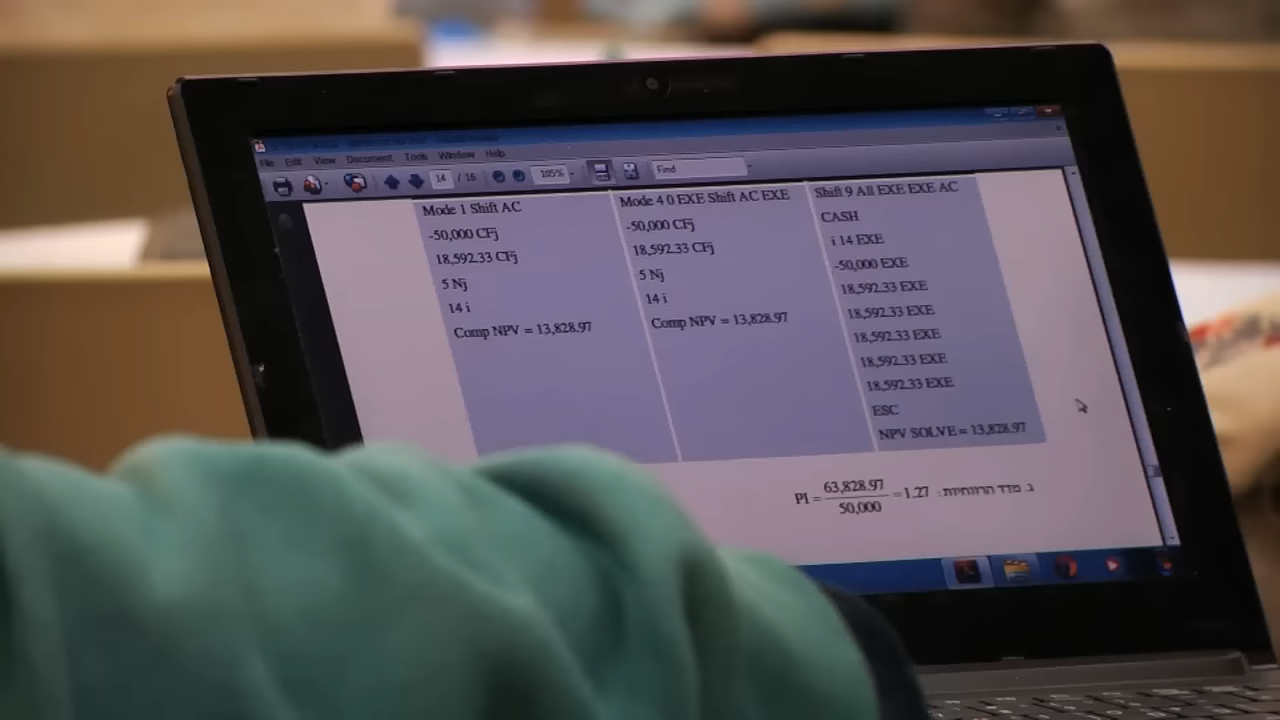 File Edit View Document Tools Window Help
14 / 16 105% Find
Mode 1 Shift AC
-50,000 CFj
18,592.33 CFj
5 Nj
14 i
Comp NPV = 13,828.97
Mode 4 0 EXE Shift AC EXE
-50,000 CFj
18,592.33 CFj
5 Nj
14 i
Comp NPV = 13,828.97
Shift 9 All EXE EXE AC
CASH
i 14 EXE
-50,000 EXE
18,592.33 EXE
18,592.33 EXE
18,592.33 EXE
18,592.33 EXE
18,592.33 EXE
ESC
NPV SOLVE = 13,828.97
ג. מדד הרווחיות: PI = 63,828.97 / 50,000 = 1.27